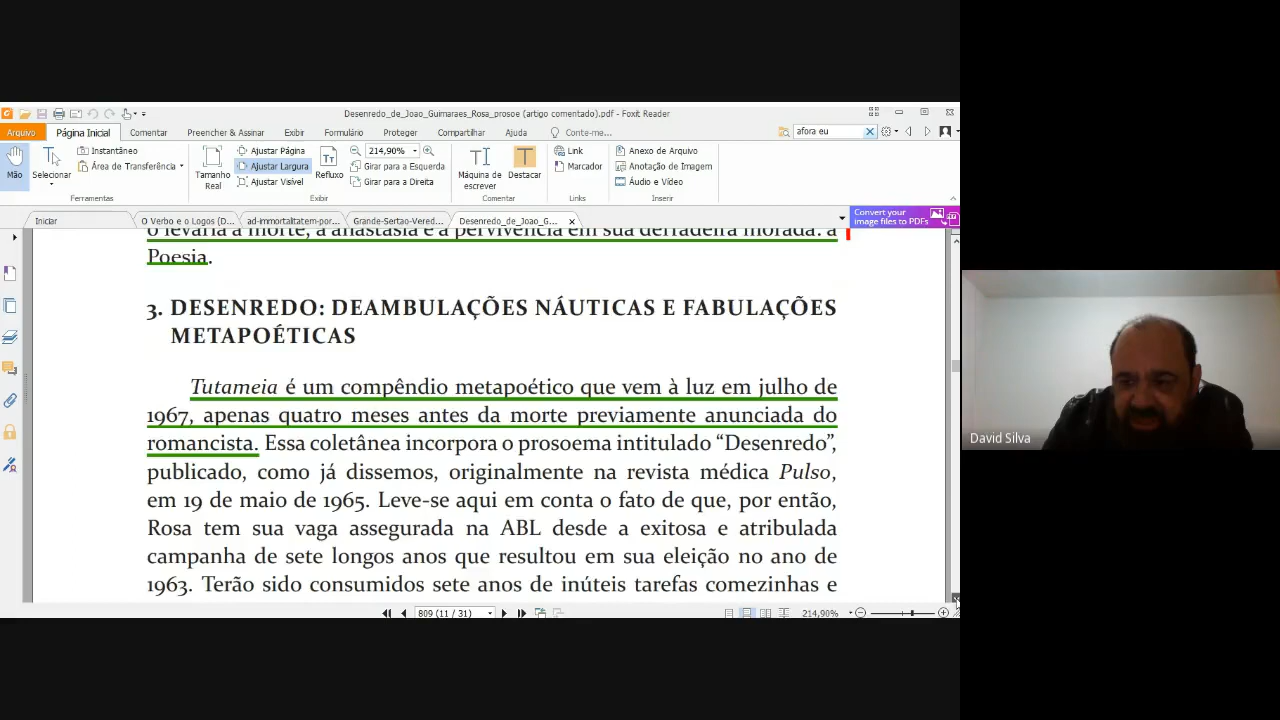 Desenredo_de_Joao_Guimaraes_Rosa_prosoe (artigo comentado).pdf - Foxit Reader
Arquivo Página Inicial Comentar Preencher & Assinar Exibir Formulário Proteger Compartilhar Ajuda Conte-me... afora eu
Mão
Selecionar
Instantâneo
Área de Transferência
Ferramentas
Tamanho Real
Ajustar Página
Ajustar Largura
Ajustar Visível
Refluxo
214,90%
Girar para a Esquerda
Girar para a Direita
Exibir
Máquina de escrever
Destacar
Comentar
Link
Marcador
Links
Anexo de Arquivo
Anotação de Imagem
Áudio e Vídeo
Inserir
Iniciar O Verbo e o Logos (D... ad-immortalitatem-por... Grande-Sertao-Vered... Desenredo_de_Joao_G...
Convert your
image files to PDFs
o levaria à morte, a anastasia e a pervivência em sua derradeira morada: a
Poesia.
3. DESENREDO: DEAMBULAÇÕES NÁUTICAS E FABULAÇÕES
METAPOÉTICAS
Tutameia é um compêndio metapoético que vem à luz em julho de
1967, apenas quatro meses antes da morte previamente anunciada do
romancista. Essa coletânea incorpora o prosoema intitulado “Desenredo”,
publicado, como já dissemos, originalmente na revista médica Pulso,
em 19 de maio de 1965. Leve-se aqui em conta o fato de que, por então,
Rosa tem sua vaga assegurada na ABL desde a exitosa e atribulada
campanha de sete longos anos que resultou em sua eleição no ano de
1963. Terão sido consumidos sete anos de inúteis tarefas comezinhas e
809 (11 / 31)
214,90%
David Silva